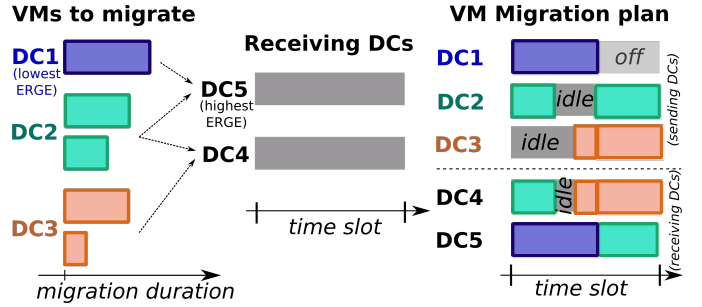 VMs to migrate
DC1
(lowest
ERGE)
DC2
DC3
migration duration
Receiving DCs
DC5
(highest
ERGE)
DC4
time slot
VM Migration plan
DC1
off
DC2
idle
DC3
idle
(sending DCs)
DC4
idle
DC5
(receiving DCs)
time slot